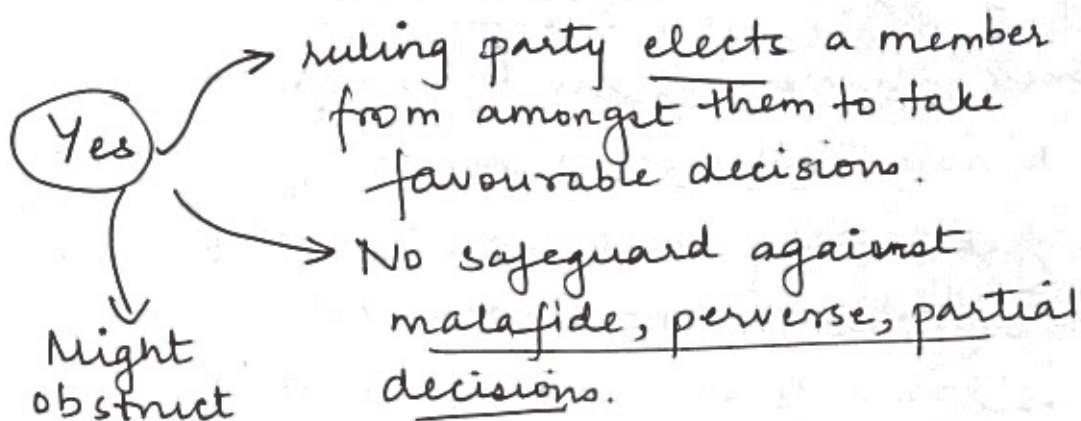 ruling party elects a member
from amongst them to take
favourable decisions.
Yes
No safeguard against
malafide, perverse, partial
decisions.
Might
obstruct